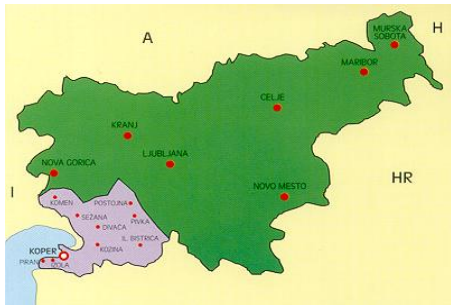 A
H
MURSKA
SOBOTA
MARIBOR
CELJE
KRANJ
LJUBLJANA
NOVA GORICA
I
HR
NOVO MESTO
KOMEN
POSTOJNA
SEŽANA
PIVKA
DIVAČA
IL. BISTRICA
KOZINA
KOPER
PIRAN
IZOLA